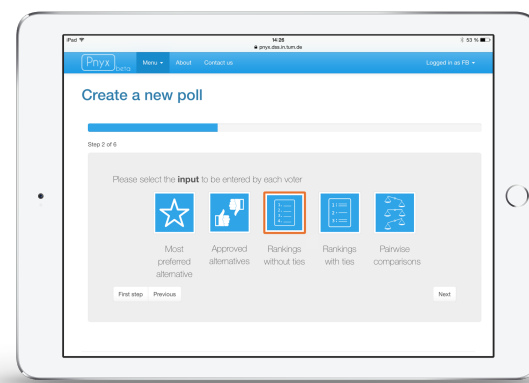 iPad 14:26 53 %
pnyx.dss.in.tum.de
Pnyx beta Menu About Contact us Logged in as FB
Create a new poll
Step 2 of 6
Please select the input to be entered by each voter
Most preferred alternative
Approved alternatives
Rankings without ties
Rankings with ties
Pairwise comparisons
First step Previous Next